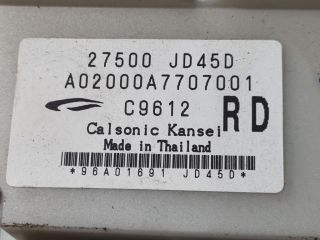 27500 JD45D
A02000A7707001
C9612 RD
Calsonic Kansei
Made in Thailand
*96A01691 JD45D*